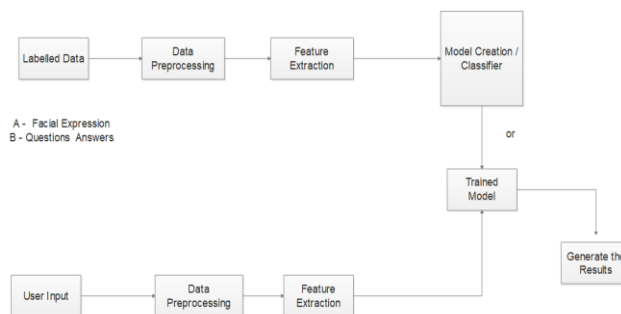 Labelled Data
Data
Preprocessing
Feature
Extraction
Model Creation /
Classifier
A - Facial Expression
B - Questions Answers
or
Trained
Model
Generate the
Results
User Input
Data
Preprocessing
Feature
Extraction